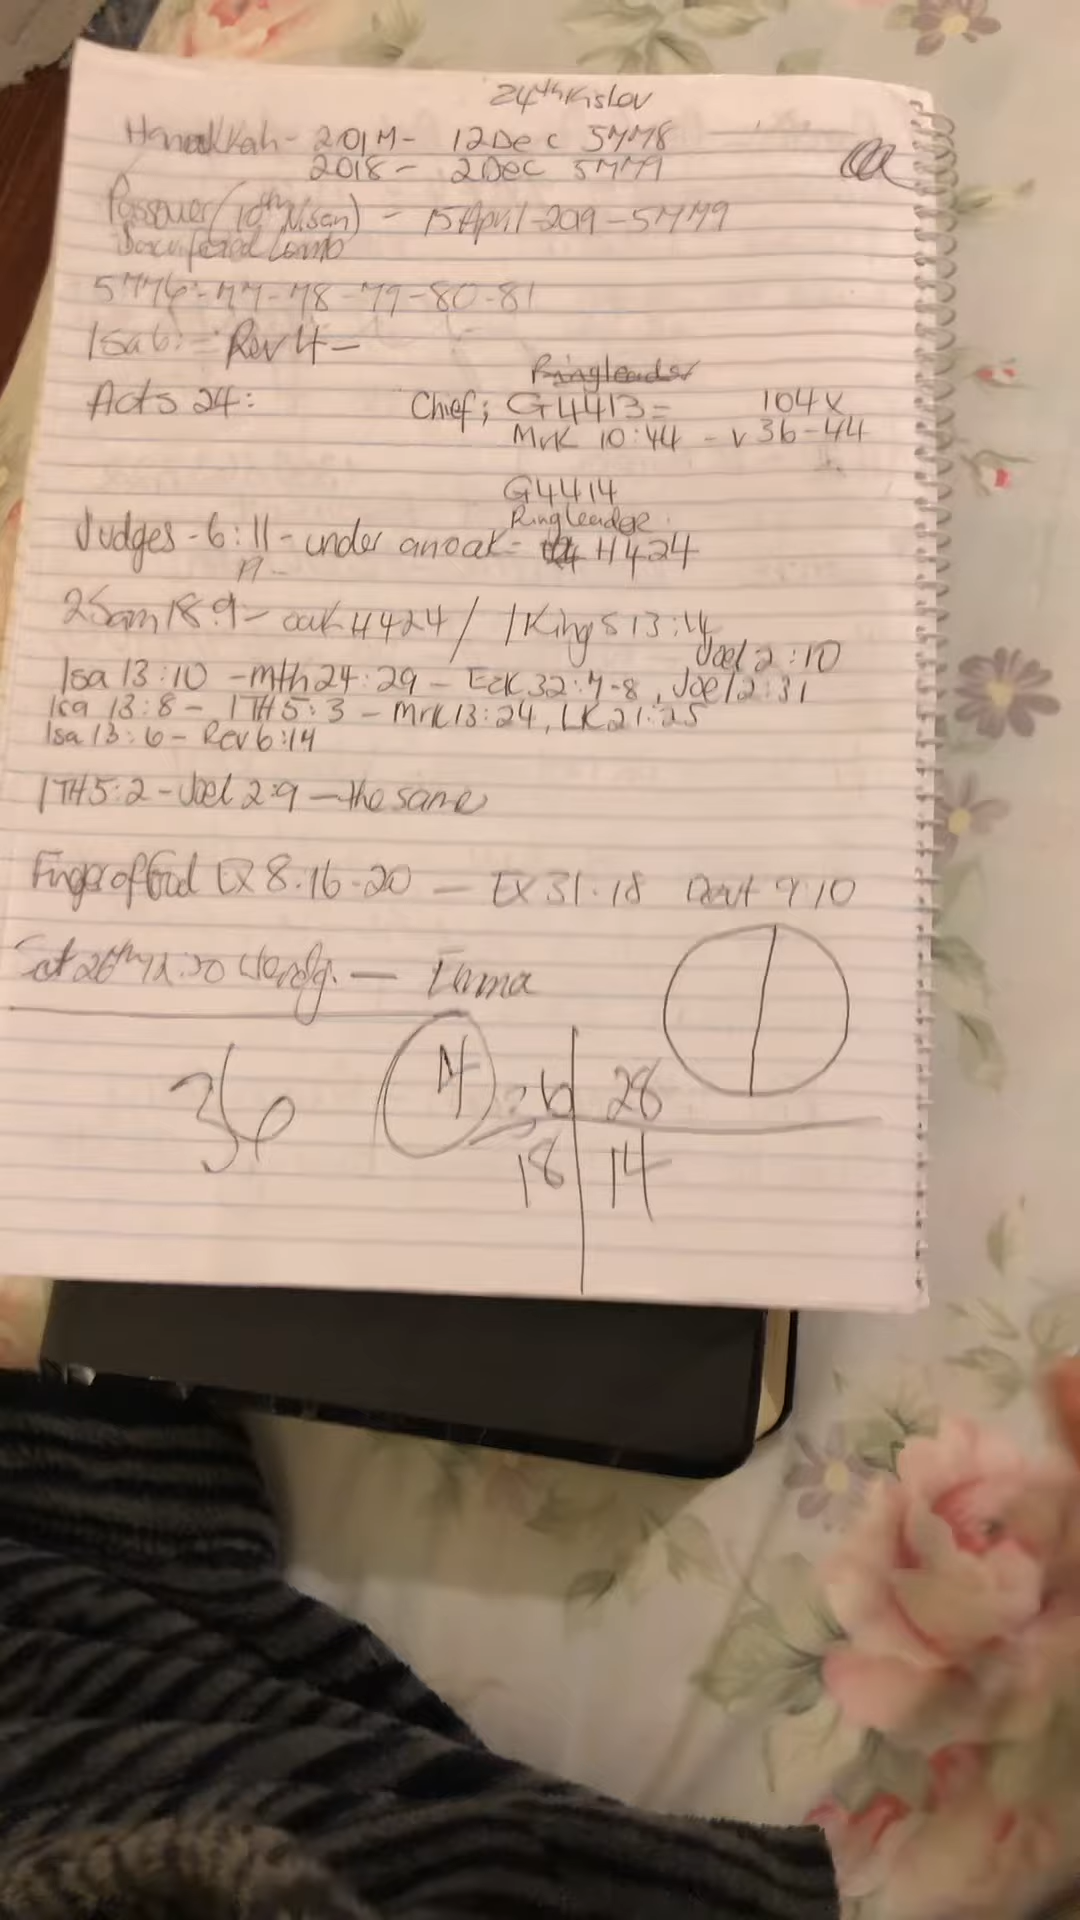 24th Kislov
Hanakkah - 2017 - 12 Dec 5778
2018 - 2 Dec 5779
Passover (10th Nisan) - 15 April - 2019 - 5779
Sacrificed Lamb
5776 - 77 - 78 - 79 - 80 - 81
Isa 6: = Rev 4 -
Ringleader
Acts 24: Chief; G4413 = 104x
Mrk 10:44 - v 36-44
G4414
Ringleader
Judges - 6:11 - under an oak - H424
2Sam 18:9 - oak H424 / 1Kings 13:14
Joel 2:10
Isa 13:10 - Mth 24:29 - Ezk 32:7-8, Joel 2:31
Isa 13:8 - 1TH 5:3 - Mrk 13:24, LK 21:25
Isa 13:6 - Rev 6:14
1TH 5:2 - Joel 2:9 - the same
Finger of God EX 8:16-20 - EX 31:18 Deut 9:10
Sat 26th - Emma
36 28
18 14